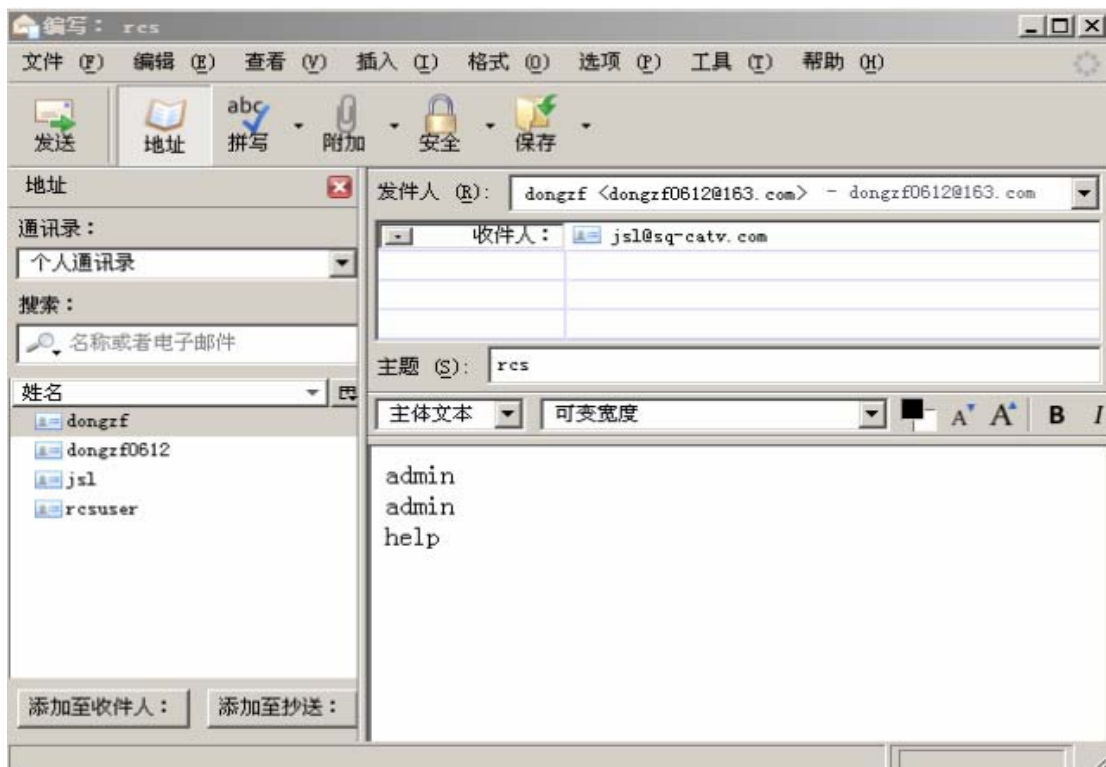 编写： rcs
文件 (F) 编辑 (E) 查看 (V) 插入 (I) 格式 (O) 选项 (P) 工具 (T) 帮助 (H)
发送 地址 abc 拼写 附加 安全 保存
地址
通讯录：
个人通讯录
搜索：
名称或者电子邮件
姓名
dongzf
dongzf0612
jsl
rcsuser
添加至收件人： 添加至抄送：
发件人 (R): dongzf <dongzf0612@163.com> - dongzf0612@163.com
收件人： jsl@sq-catv.com
主题 (S): rcs
主体文本 可变宽度 A A B I
admin
admin
help